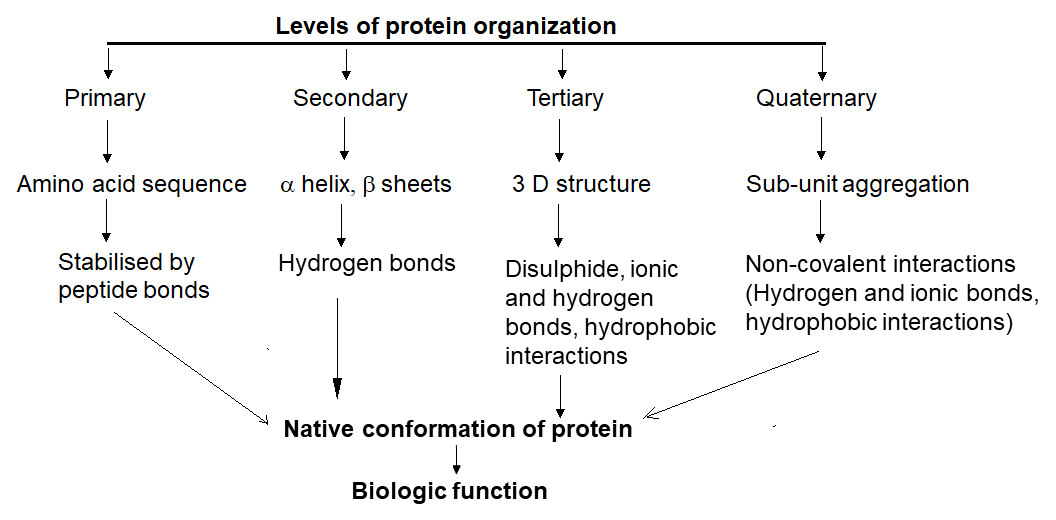 Levels of protein organization
Primary
Secondary
Tertiary
Quaternary
Amino acid sequence
α helix, β sheets
3 D structure
Sub-unit aggregation
Stabilised by
peptide bonds
Hydrogen bonds
Disulphide, ionic
and hydrogen
bonds, hydrophobic
interactions
Non-covalent interactions
(Hydrogen and ionic bonds,
hydrophobic interactions)
Native conformation of protein
Biologic function